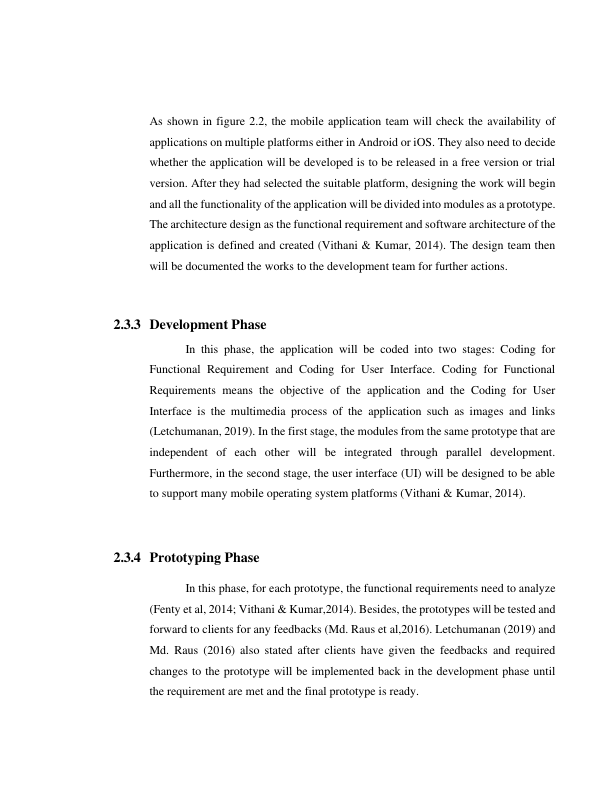 As shown in figure 2.2, the mobile application team will check the availability of
applications on multiple platforms either in Android or iOS. They also need to decide
whether the application will be developed is to be released in a free version or trial
version. After they had selected the suitable platform, designing the work will begin
and all the functionality of the application will be divided into modules as a prototype.
The architecture design as the functional requirement and software architecture of the
application is defined and created (Vithani & Kumar, 2014). The design team then
will be documented the works to the development team for further actions.
2.3.3 Development Phase
In this phase, the application will be coded into two stages: Coding for
Functional Requirement and Coding for User Interface. Coding for Functional
Requirements means the objective of the application and the Coding for User
Interface is the multimedia process of the application such as images and links
(Letchumanan, 2019). In the first stage, the modules from the same prototype that are
independent of each other will be integrated through parallel development.
Furthermore, in the second stage, the user interface (UI) will be designed to be able
to support many mobile operating system platforms (Vithani & Kumar, 2014).
2.3.4 Prototyping Phase
In this phase, for each prototype, the functional requirements need to analyze
(Fenty et al, 2014; Vithani & Kumar,2014). Besides, the prototypes will be tested and
forward to clients for any feedbacks (Md. Raus et al,2016). Letchumanan (2019) and
Md. Raus (2016) also stated after clients have given the feedbacks and required
changes to the prototype will be implemented back in the development phase until
the requirement are met and the final prototype is ready.